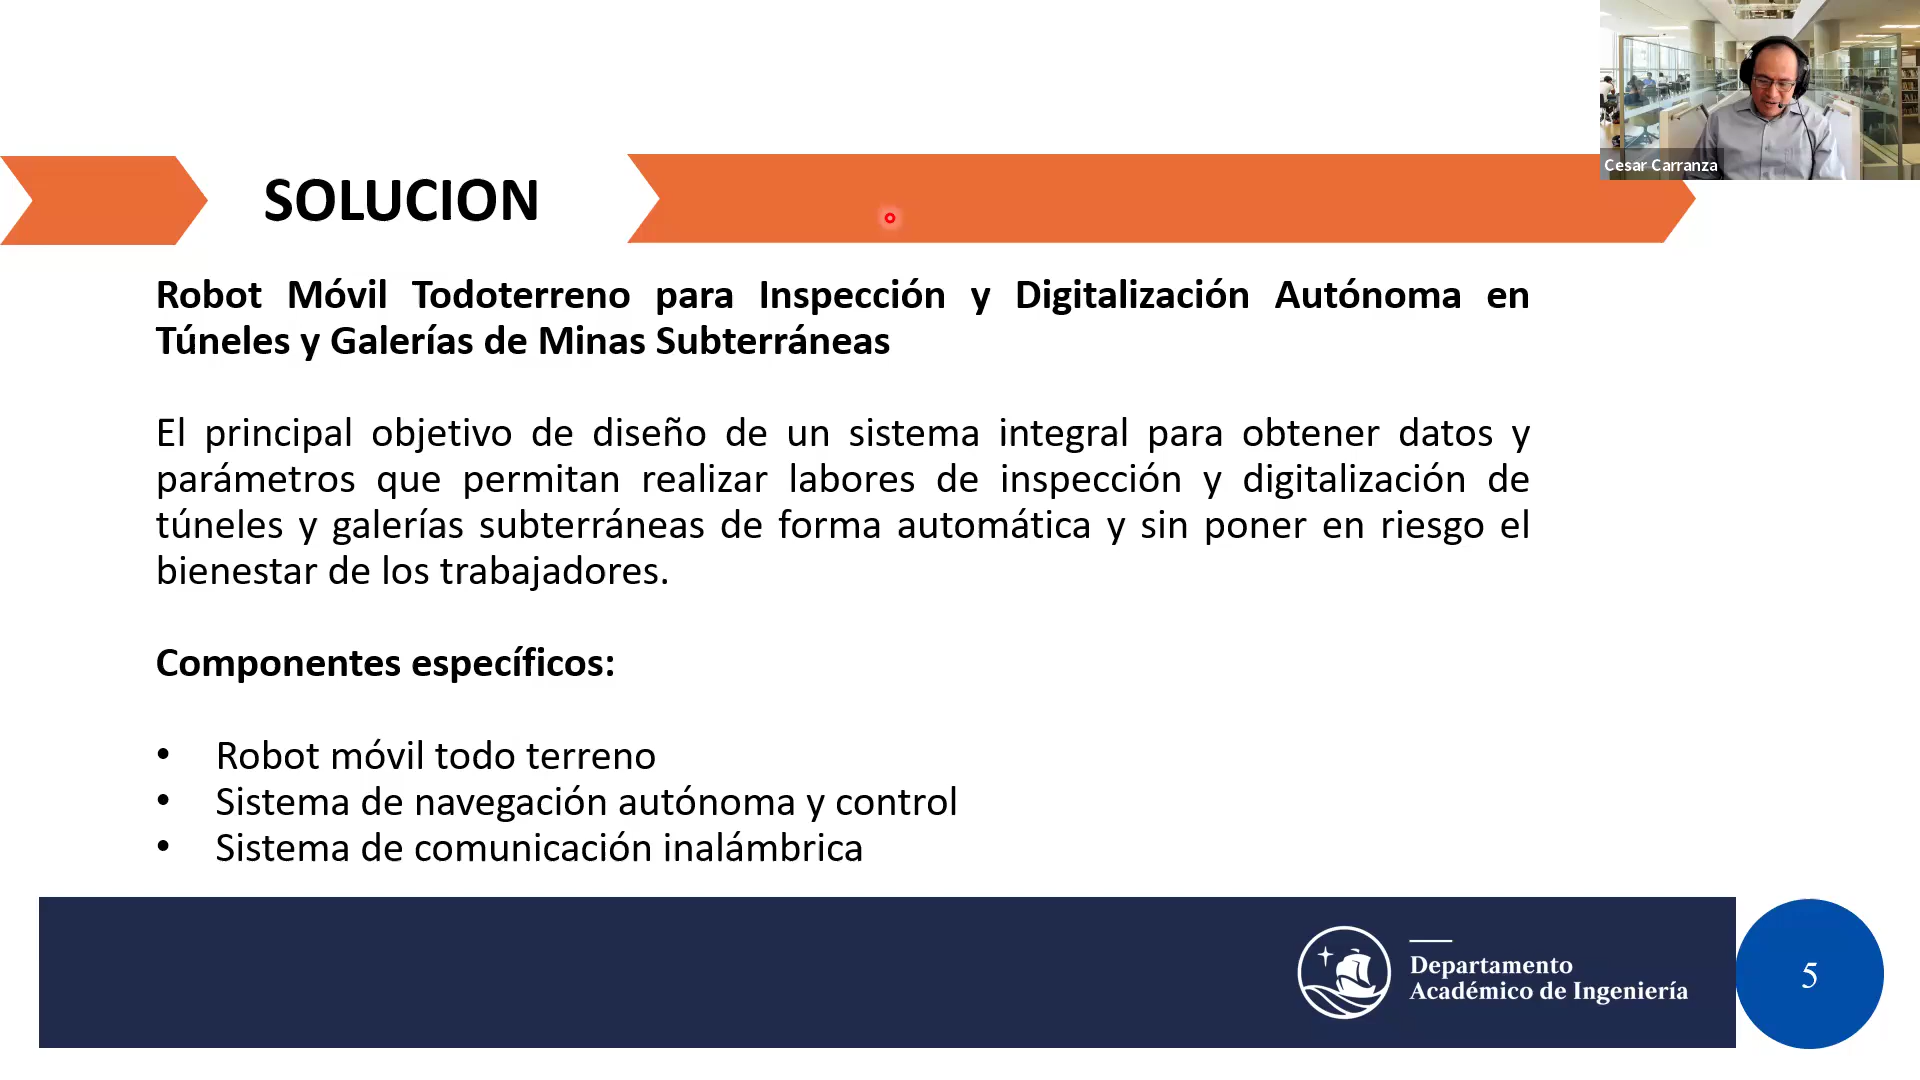 Cesar Carranza
SOLUCION
Robot Móvil Todoterreno para Inspección y Digitalización Autónoma en
Túneles y Galerías de Minas Subterráneas
El principal objetivo de diseño de un sistema integral para obtener datos y
parámetros que permitan realizar labores de inspección y digitalización de
túneles y galerías subterráneas de forma automática y sin poner en riesgo el
bienestar de los trabajadores.
Componentes específicos:
• Robot móvil todo terreno
• Sistema de navegación autónoma y control
• Sistema de comunicación inalámbrica
Departamento
Académico de Ingeniería
5